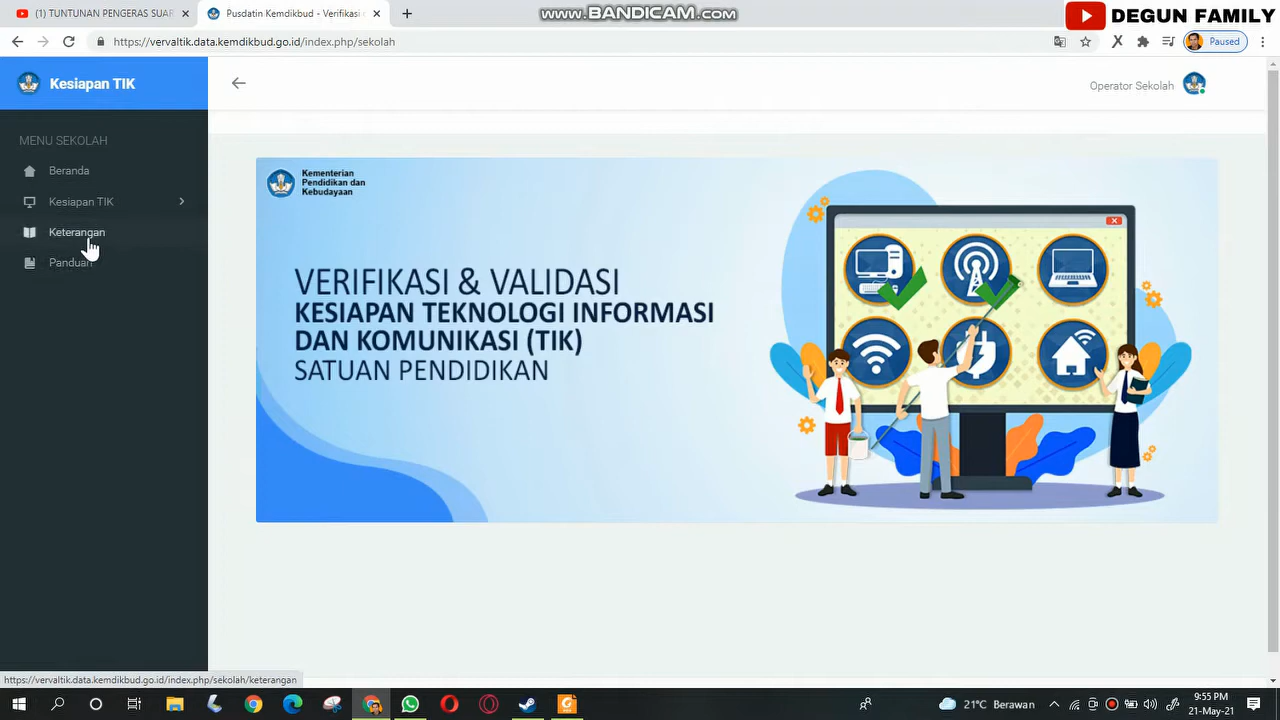 TUNTUNAN PENGERAS SUAR
Pusdatin Kemdikbud - Verifikasi
WWW.BANDICAM.COM
DEGUN FAMILY
https://vervaltik.data.kemdikbud.go.id/index.php/sekolah
Paused
Kesiapan TIK
Operator Sekolah
MENU SEKOLAH
Beranda
Kesiapan TIK
Keterangan
Panduan
Kementerian
Pendidikan dan
Kebudayaan
VERIFIKASI & VALIDASI
KESIAPAN TEKNOLOGI INFORMASI
DAN KOMUNIKASI (TIK)
SATUAN PENDIDIKAN
https://vervaltik.data.kemdikbud.go.id/index.php/sekolah/keterangan
21°C Berawan
9:55 PM
21-May-21